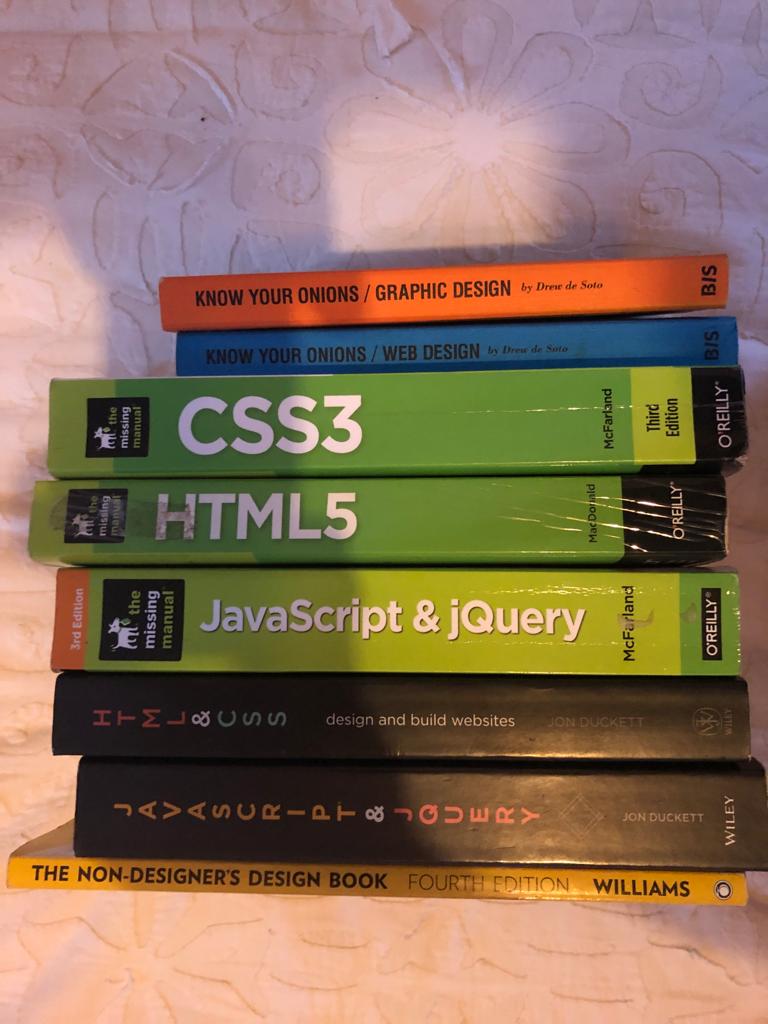 KNOW YOUR ONIONS / GRAPHIC DESIGN by Drew de Soto BIS
KNOW YOUR ONIONS / WEB DESIGN by Drew de Soto BIS
the missing manual CSS3 McFarland Third Edition O'REILLY®
the missing manual HTML5 MacDonald O'REILLY®
3rd Edition the missing manual JavaScript & jQuery McFarland O'REILLY®
HTML & CSS design and build websites JON DUCKETT WILEY
JAVASCRIPT & JQUERY JON DUCKETT WILEY
THE NON-DESIGNER'S DESIGN BOOK FOURTH EDITION WILLIAMS